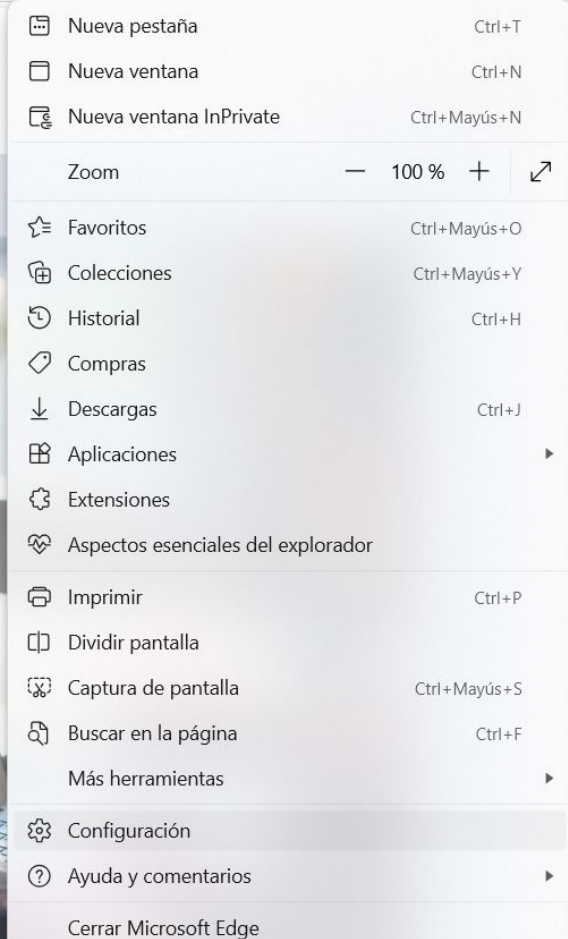 Nueva pestaña Ctrl+T
Nueva ventana Ctrl+N
Nueva ventana InPrivate Ctrl+Mayús+N
Zoom — 100 % +
Favoritos Ctrl+Mayús+O
Colecciones Ctrl+Mayús+Y
Historial Ctrl+H
Compras
Descargas Ctrl+J
Aplicaciones
Extensiones
Aspectos esenciales del explorador
Imprimir Ctrl+P
Dividir pantalla
Captura de pantalla Ctrl+Mayús+S
Buscar en la página Ctrl+F
Más herramientas
Configuración
Ayuda y comentarios
Cerrar Microsoft Edge